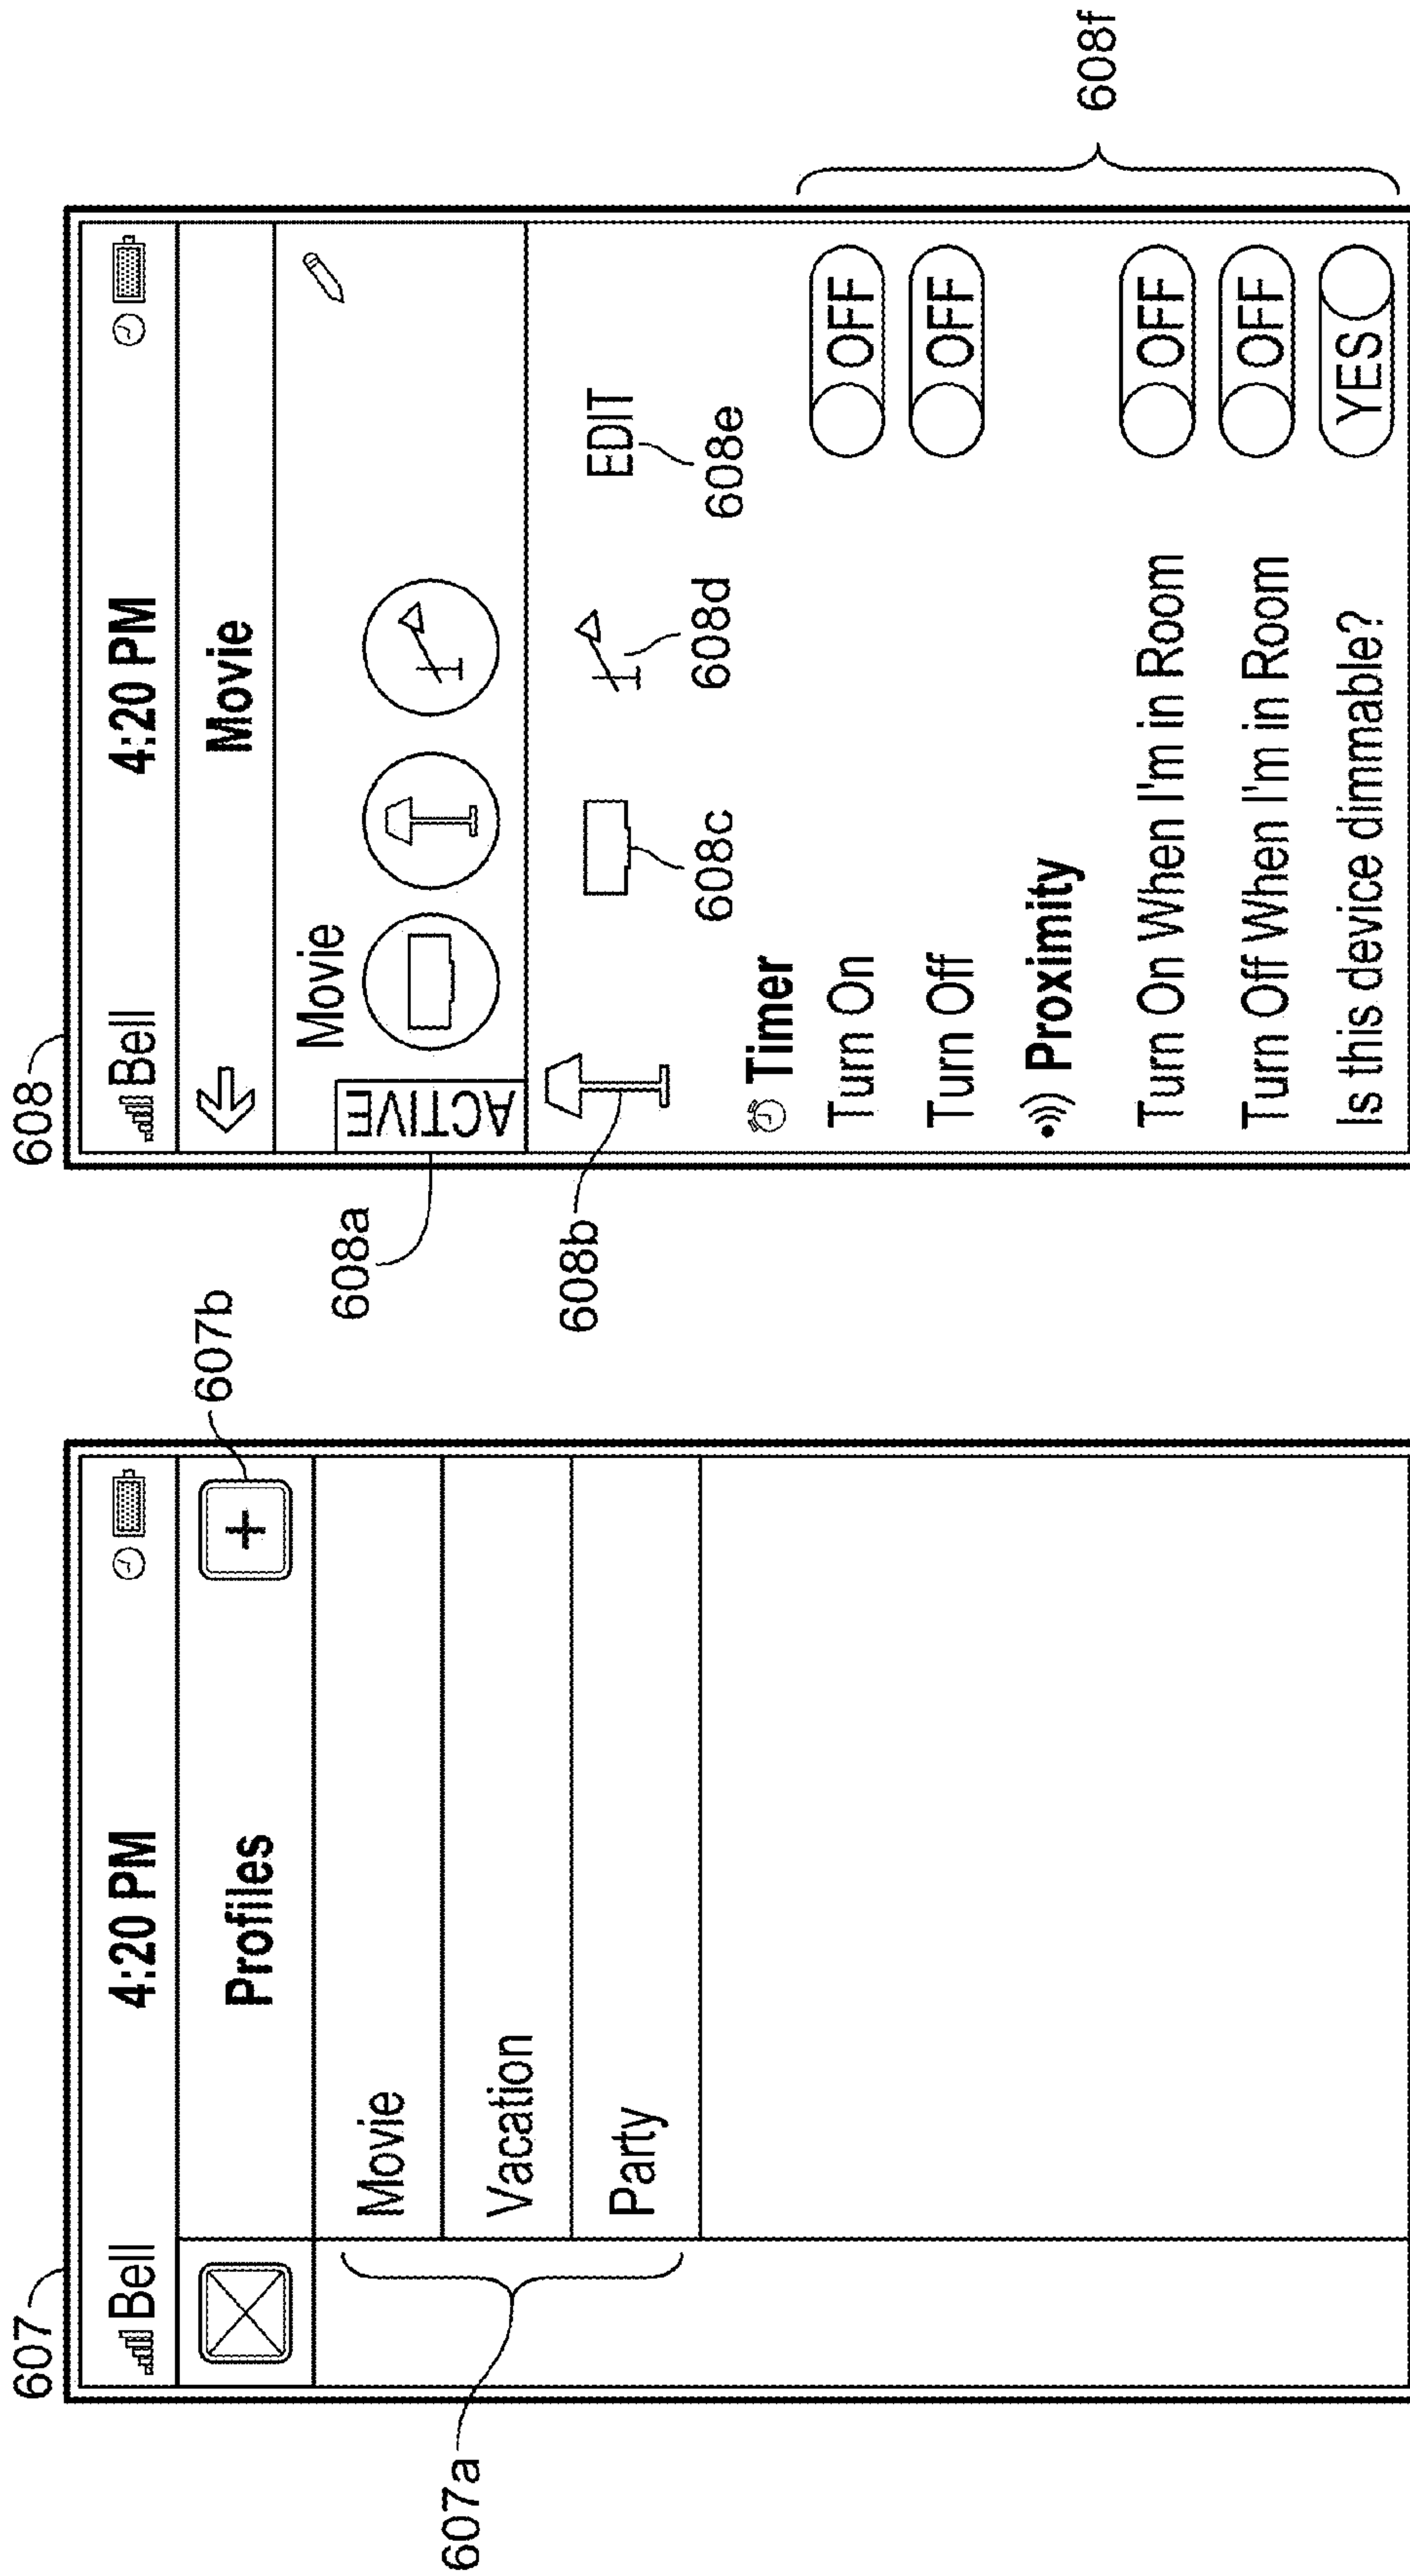 607
Bell 4:20 PM
Profiles +
607b
Movie
Vacation
Party
607a
608
Bell 4:20 PM
Movie
Movie
ACTIVE
608a
EDIT
608b
608c
608d
608e
Timer
Turn On OFF
Turn Off OFF
Proximity
Turn On When I'm in Room OFF
Turn Off When I'm in Room OFF
Is this device dimmable? YES
608f